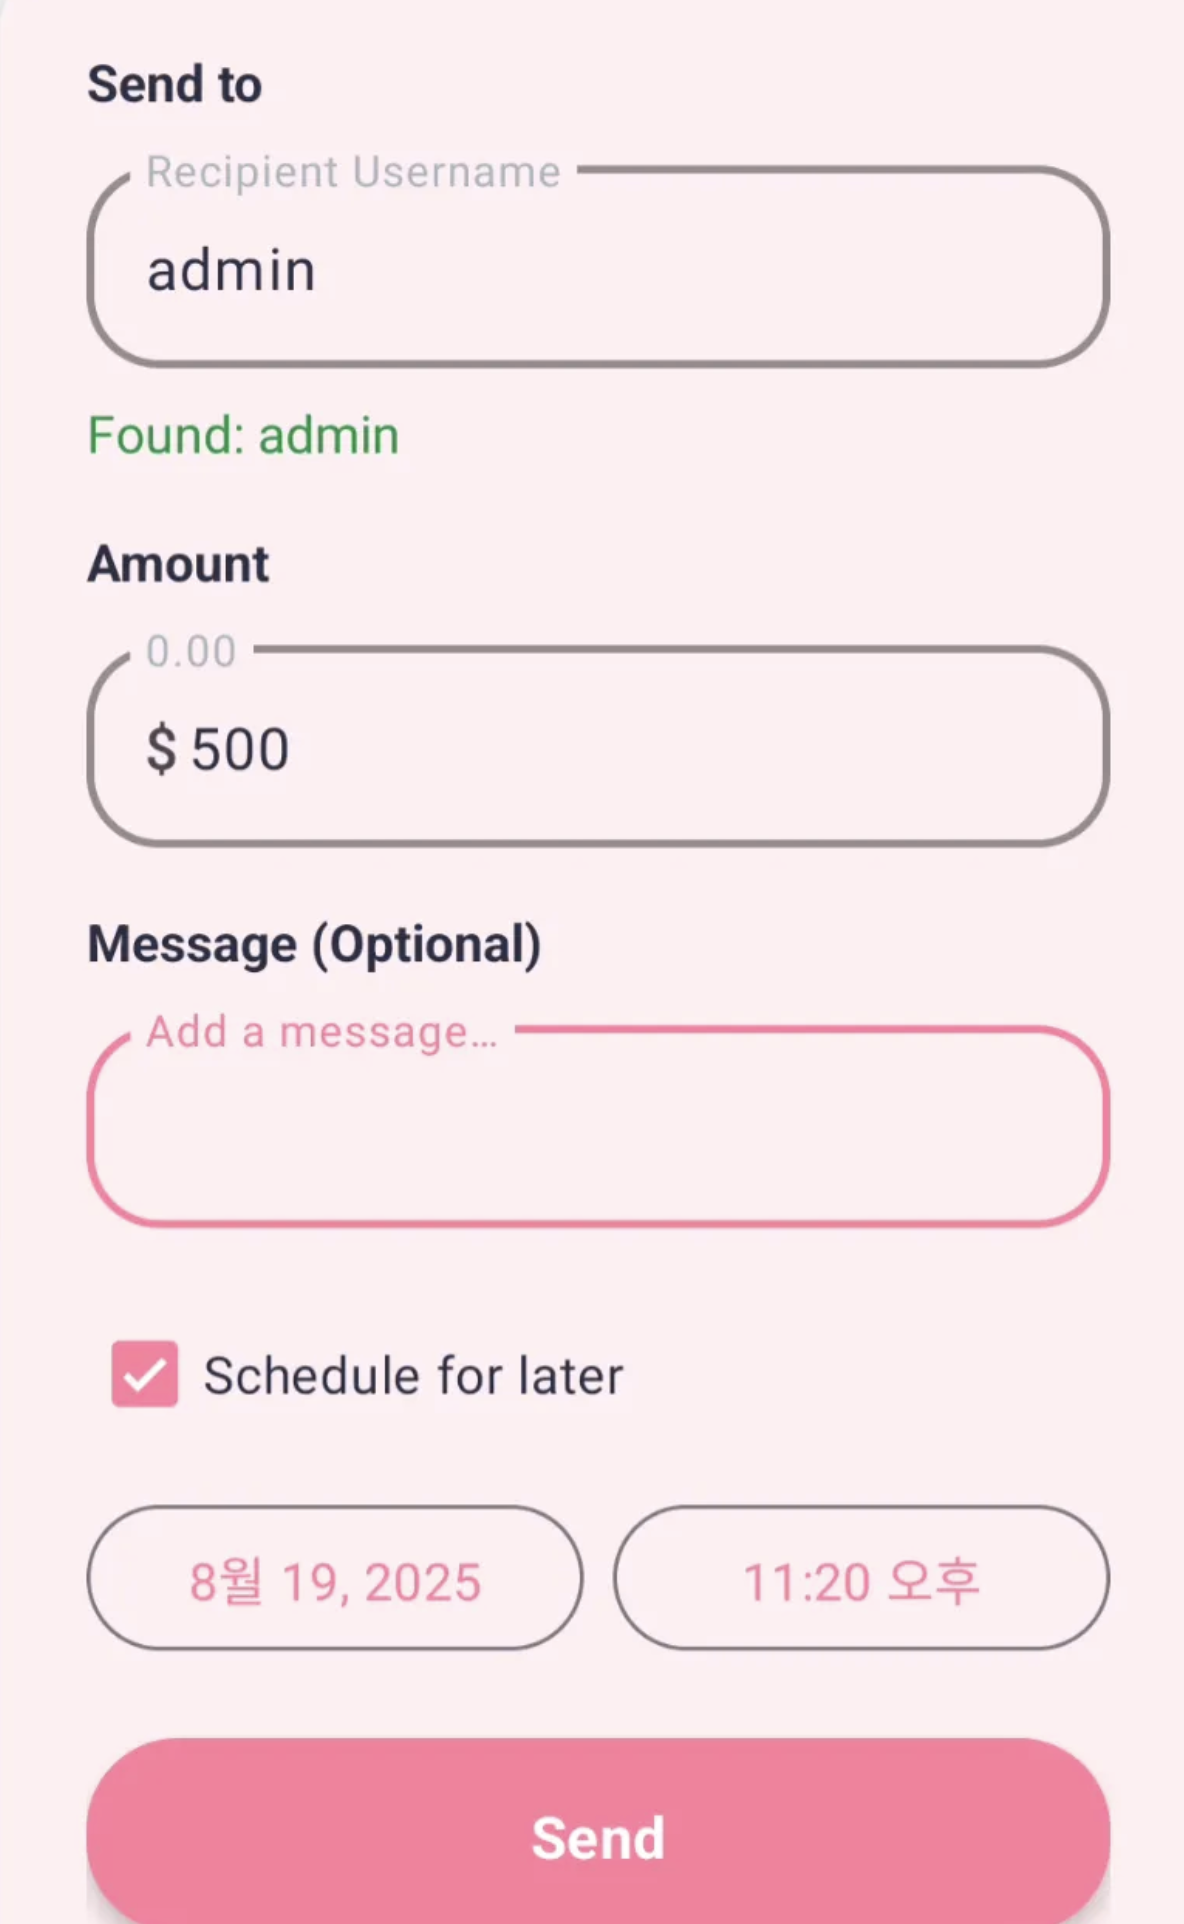 Send to
Recipient Username
admin
Found: admin
Amount
0.00
$ 500
Message (Optional)
Add a message...
Schedule for later
8월 19, 2025
11:20 오후
Send